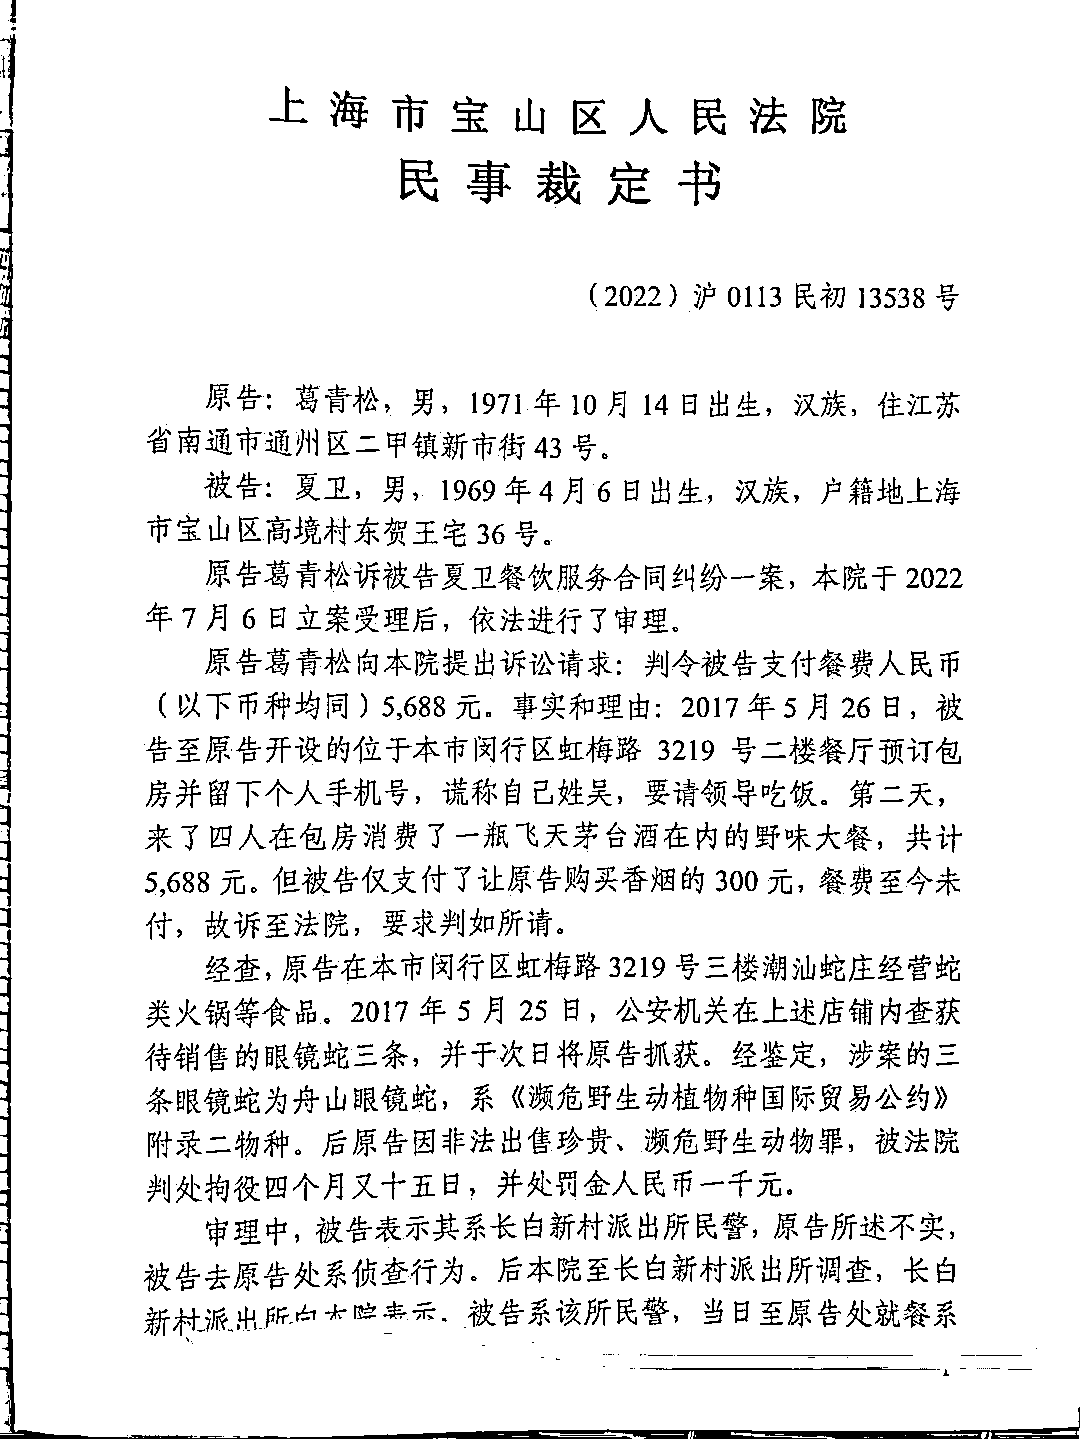 上海市宝山区人民法院
民事裁定书
（2022）沪 0113 民初 13538 号
原告：葛青松，男，1971 年 10 月 14 日出生，汉族，住江苏
省南通市通州区二甲镇新市街 43 号。
被告：夏卫，男，1969 年 4 月 6 日出生，汉族，户籍地上海
市宝山区高境村东贺王宅 36 号。
原告葛青松诉被告夏卫餐饮服务合同纠纷一案，本院于 2022
年 7 月 6 日立案受理后，依法进行了审理。
原告葛青松向本院提出诉讼请求：判令被告支付餐费人民币
（以下币种均同）5,688 元。事实和理由：2017 年 5 月 26 日，被
告至原告开设的位于本市闵行区虹梅路 3219 号二楼餐厅预订包
房并留下个人手机号，谎称自己姓吴，要请领导吃饭。第二天，
来了四人在包房消费了一瓶飞天茅台酒在内的野味大餐，共计
5,688 元。但被告仅支付了让原告购买香烟的 300 元，餐费至今未
付，故诉至法院，要求判如所请。
经查，原告在本市闵行区虹梅路 3219 号三楼潮汕蛇庄经营蛇
类火锅等食品。2017 年 5 月 25 日，公安机关在上述店铺内查获
待销售的眼镜蛇三条，并于次日将原告抓获。经鉴定，涉案的三
条眼镜蛇为舟山眼镜蛇，系《濒危野生动植物种国际贸易公约》
附录二物种。后原告因非法出售珍贵、濒危野生动物罪，被法院
判处拘役四个月又十五日，并处罚金人民币一千元。
审理中，被告表示其系长白新村派出所民警，原告所述不实，
被告去原告处系侦查行为。后本院至长白新村派出所调查，长白
新村派出所向本院表示，被告系该所民警，当日至原告处就餐系
1